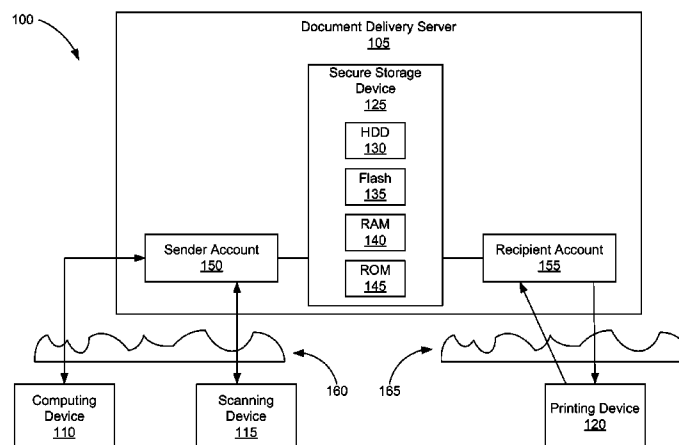 100
Document Delivery Server
105
Secure Storage
Device
125
HDD
130
Flash
135
RAM
140
ROM
145
Sender Account
150
Recipient Account
155
160
165
Computing
Device
110
Scanning
Device
115
Printing Device
120